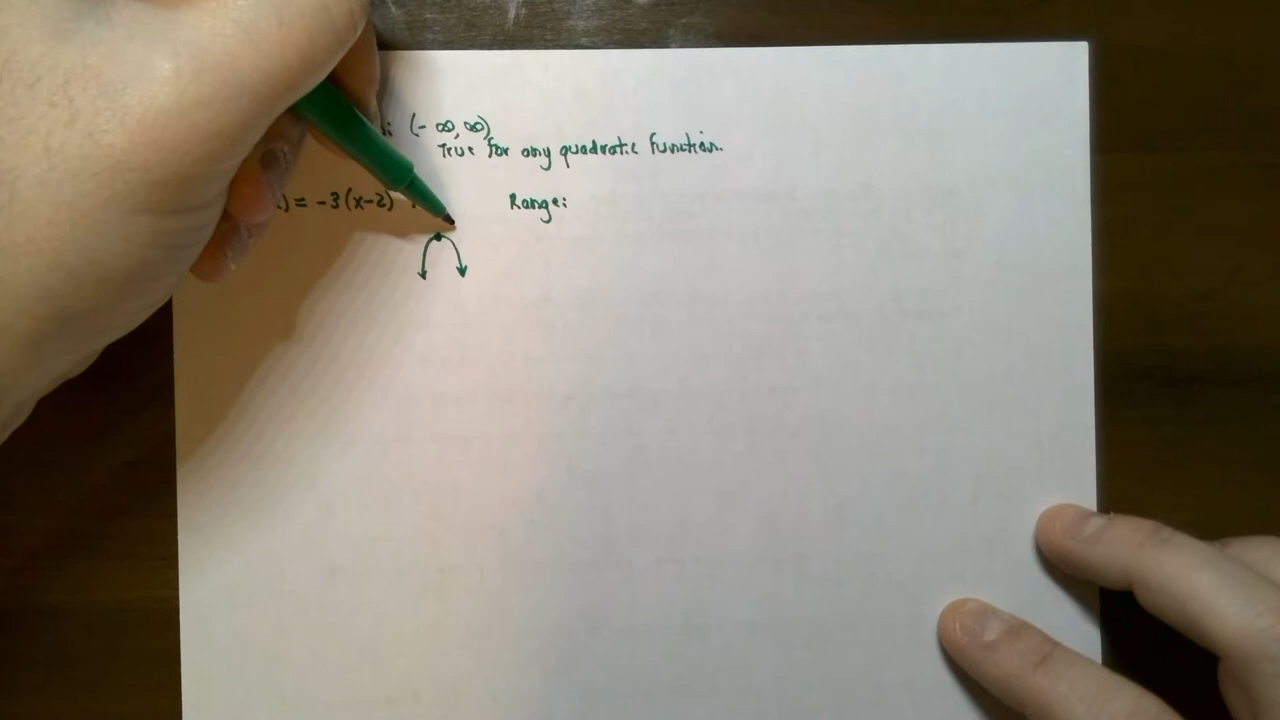 : (-∞,∞)
True for any quadratic function.
) = -3(x-2) Range: